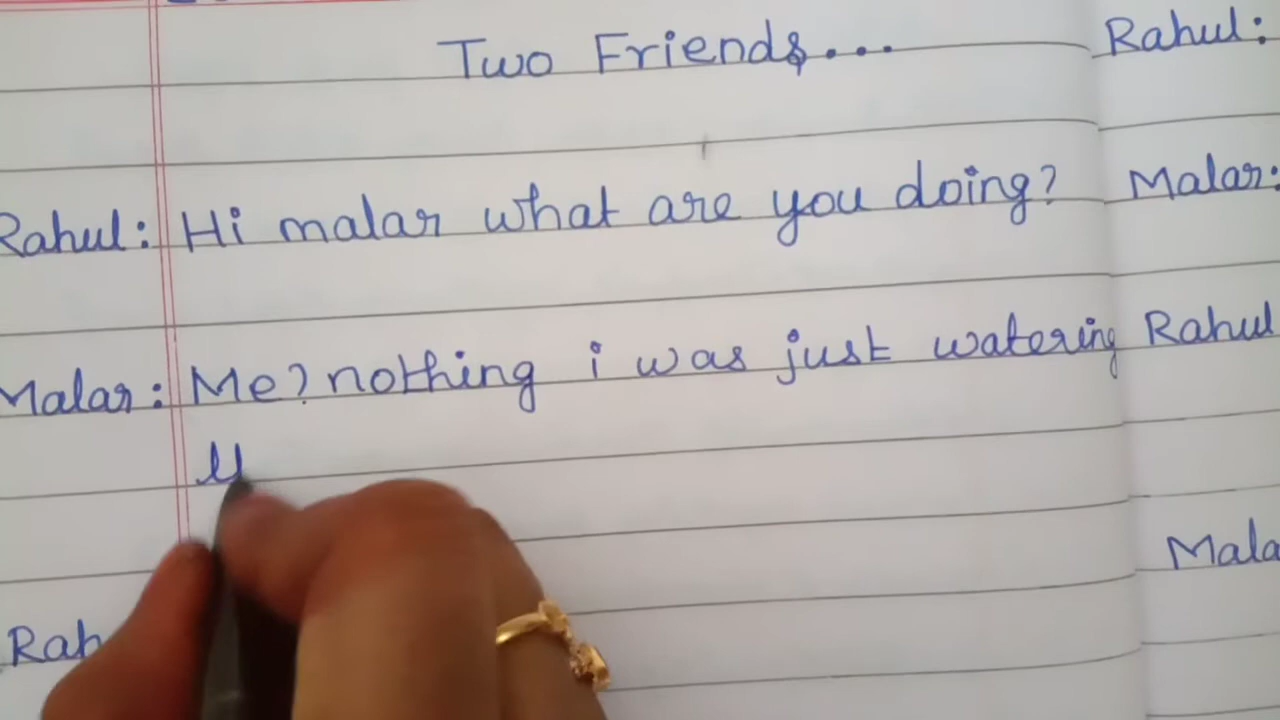 Two Friends...
Rahul: Hi malar what are you doing?
Malar: Me? nothing i was just watering
Rah
Rahul:
Malar:
Rahul
Mala